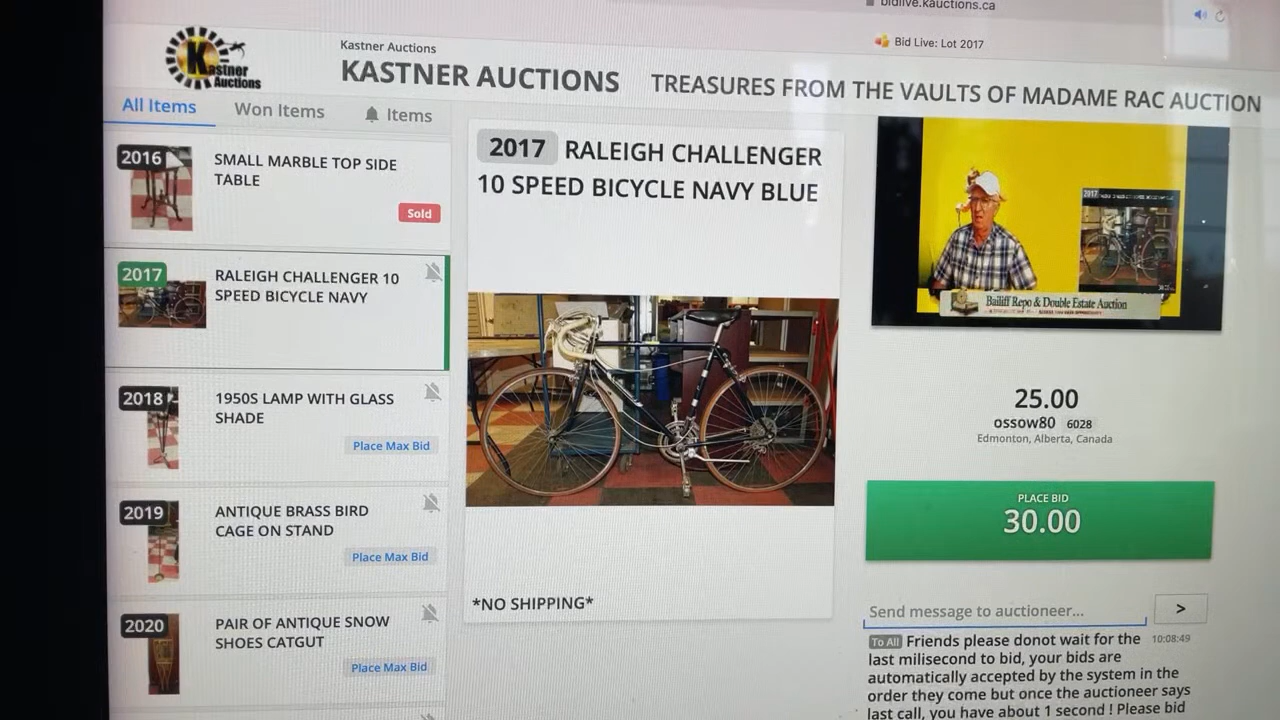 bidlive.kauctions.ca
Bid Live: Lot 2017
Kastner Auctions
Kastner
Auctions
KASTNER AUCTIONS
TREASURES FROM THE VAULTS OF MADAME RAC AUCTION
All Items
Won Items
Items
2016
SMALL MARBLE TOP SIDE
TABLE
Sold
2017
RALEIGH CHALLENGER 10
SPEED BICYCLE NAVY
2018
1950S LAMP WITH GLASS
SHADE
Place Max Bid
2019
ANTIQUE BRASS BIRD
CAGE ON STAND
Place Max Bid
2020
PAIR OF ANTIQUE SNOW
SHOES CATGUT
Place Max Bid
2017 RALEIGH CHALLENGER
10 SPEED BICYCLE NAVY BLUE
*NO SHIPPING*
2017
Bailiff Repo & Double Estate Auction
25.00
ossow80 6028
Edmonton, Alberta, Canada
PLACE BID
30.00
Send message to auctioneer...
>
To All Friends please donot wait for the 10:08:49
last milisecond to bid, your bids are
automatically accepted by the system in the
order they come but once the auctioneer says
last call, you have about 1 second ! Please bid